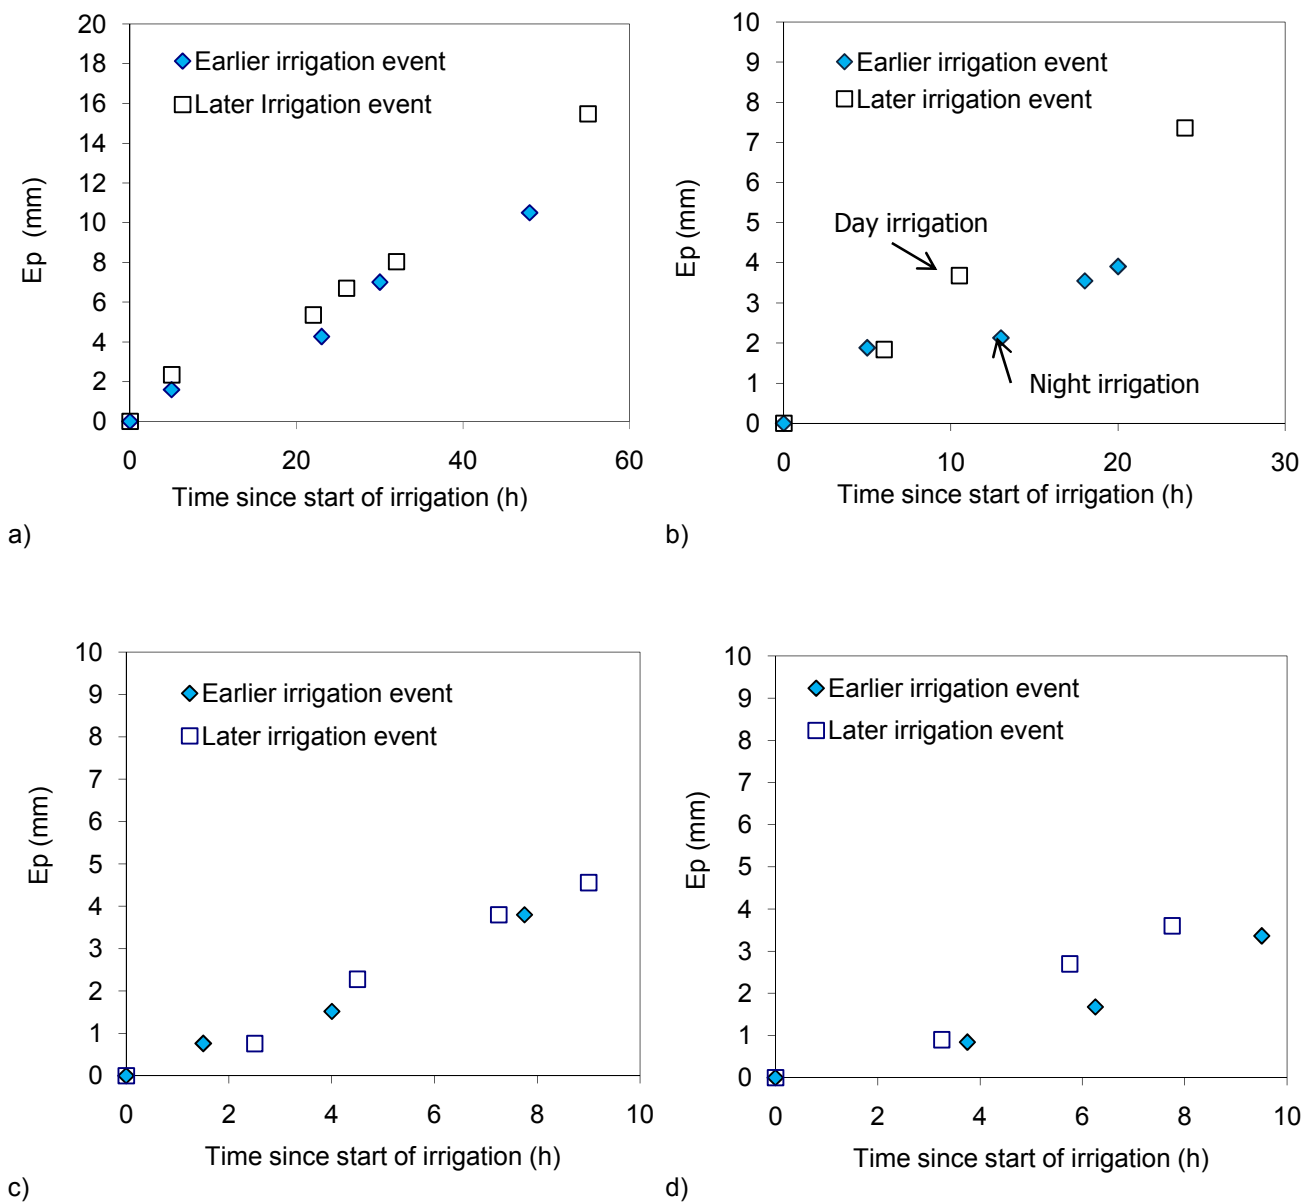 20
18
16
14
12
10
8
6
4
2
0
Ep (mm)
Earlier irrigation event
Later Irrigation event
0 20 40 60
Time since start of irrigation (h)
a)
10
9
8
7
6
5
4
3
2
1
0
Ep (mm)
Earlier irrigation event
Later irrigation event
Day irrigation
Night irrigation
0 10 20 30
Time since start of irrigation (h)
b)
10
9
8
7
6
5
4
3
2
1
0
Ep (mm)
Earlier irrigation event
Later irrigation event
0 2 4 6 8 10
Time since start of irrigation (h)
c)
10
9
8
7
6
5
4
3
2
1
0
Ep (mm)
Earlier irrigation event
Later irrigation event
0 2 4 6 8 10
Time since start of irrigation (h)
d)